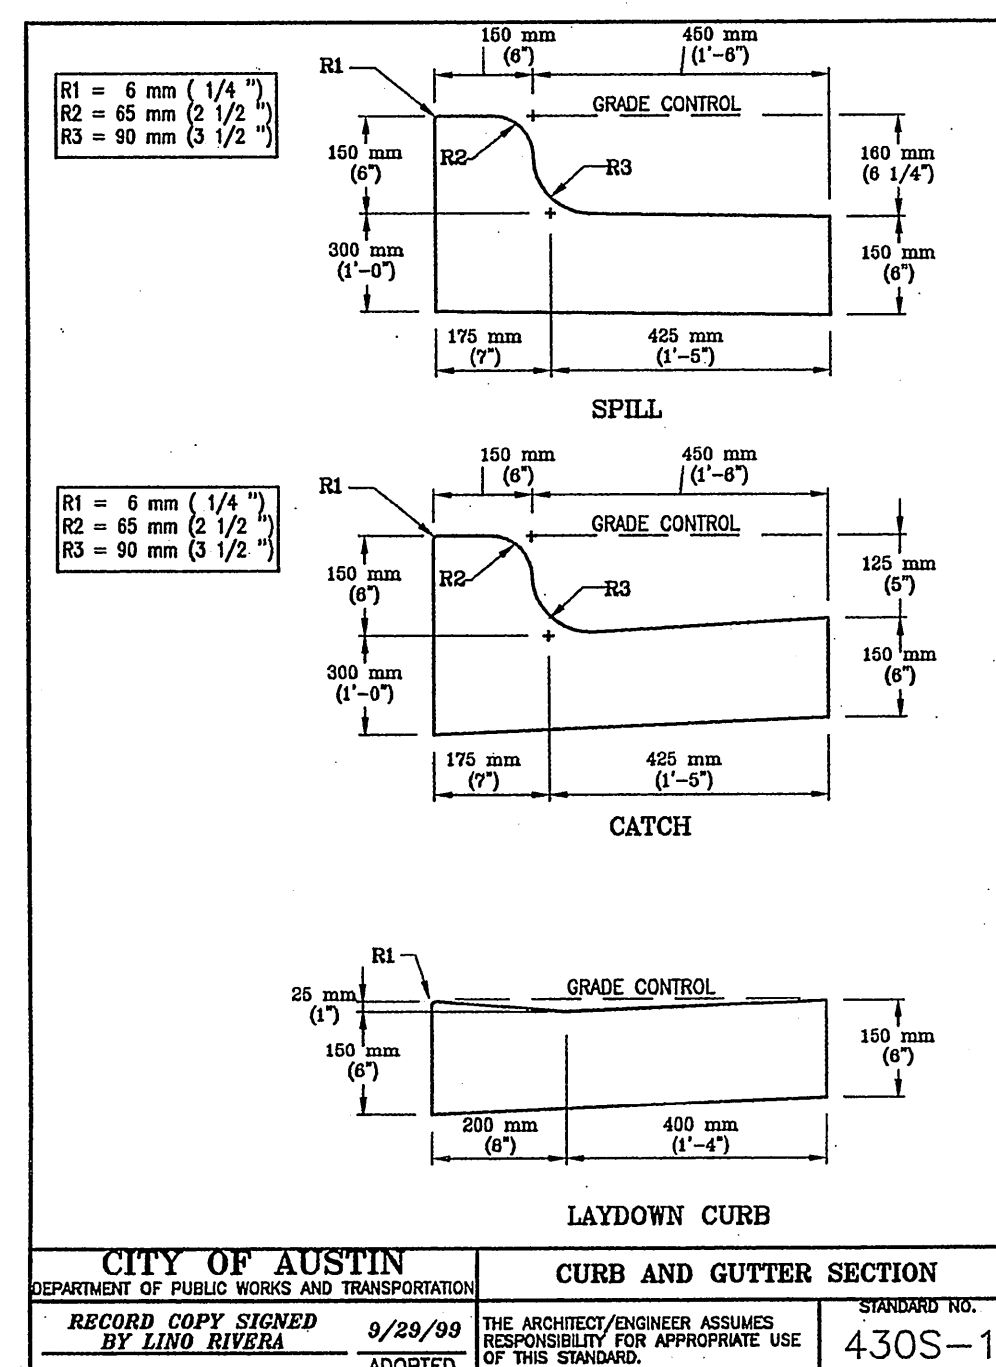 150 mm
(6")
450 mm
(1'-6")
R1
R1 = 6 mm ( 1/4 ")
R2 = 65 mm (2 1/2 ")
R3 = 90 mm (3 1/2 ")
GRADE CONTROL
150 mm
(6")
R2
R3
160 mm
(6 1/4")
300 mm
(1'-0")
150 mm
(6")
175 mm
(7")
425 mm
(1'-5")
SPILL
150 mm
(6")
450 mm
(1'-6")
R1
R1 = 6 mm ( 1/4 ")
R2 = 65 mm (2 1/2 ")
R3 = 90 mm (3 1/2 ")
GRADE CONTROL
150 mm
(6")
R2
R3
125 mm
(5")
300 mm
(1'-0")
150 mm
(6")
175 mm
(7")
425 mm
(1'-5")
CATCH
R1
25 mm
(1")
GRADE CONTROL
150 mm
(6")
150 mm
(6")
200 mm
(8")
400 mm
(1'-4")
LAYDOWN CURB
CITY OF AUSTIN
DEPARTMENT OF PUBLIC WORKS AND TRANSPORTATION
CURB AND GUTTER SECTION
RECORD COPY SIGNED
BY LINO RIVERA
9/29/99
ADOPTED
THE ARCHITECT/ENGINEER ASSUMES
RESPONSIBILITY FOR APPROPRIATE USE
OF THIS STANDARD.
STANDARD NO.
430S-1